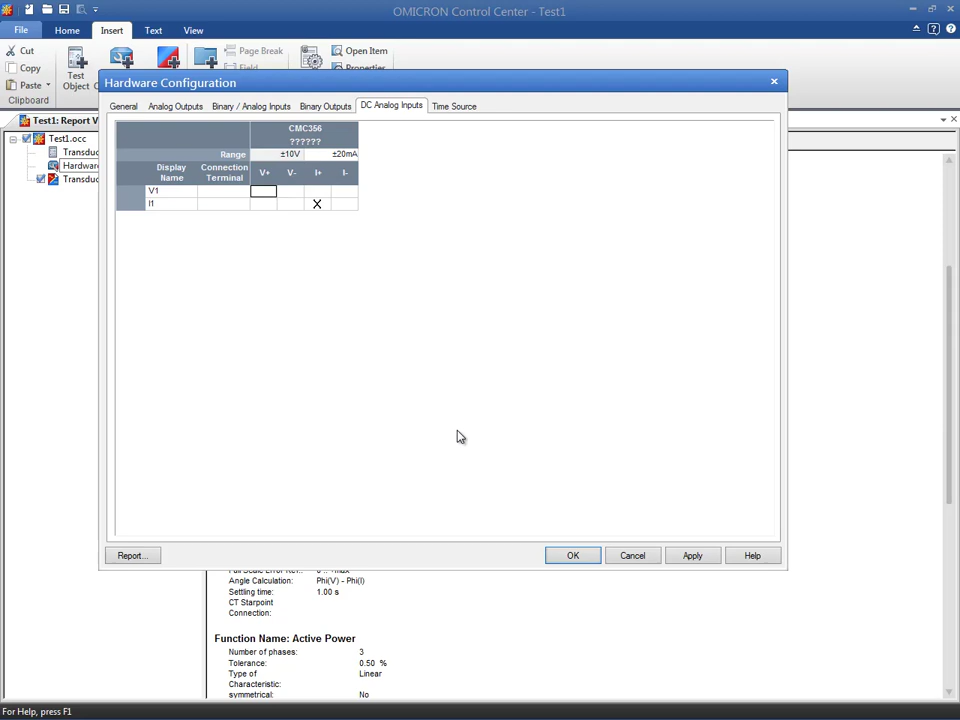 OMICRON Control Center - Test1
File Home Insert Text View
Cut
Copy
Paste
Clipboard
Test
Object
Page Break
Field
Open Item
Properties
Hardware Configuration
General Analog Outputs Binary / Analog Inputs Binary Outputs DC Analog Inputs Time Source
Test1: Report V
Test1.occ
Transduc
Hardware
Transduc
CMC356
??????
Range ±10V ±20mA
Display Name Connection Terminal V+ V- I+ I-
V1
I1 X
Report... OK Cancel Apply Help
Angle Calculation: Phi(V) - Phi(I)
Settling time: 1.00 s
CT Starpoint
Connection:
Function Name: Active Power
Number of phases: 3
Tolerance: 0.50 %
Type of Linear
Characteristic:
Settings
symmetrical: No
For Help, press F1